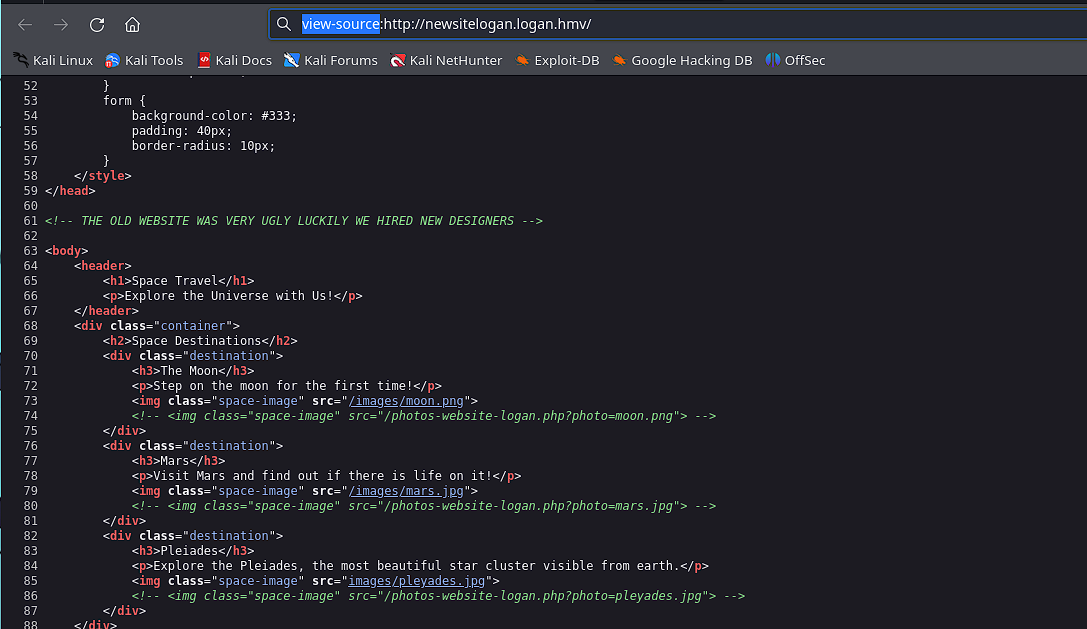 view-source:http://newsitelogan.logan.hmv/
Kali Linux Kali Tools Kali Docs Kali Forums Kali NetHunter Exploit-DB Google Hacking DB OffSec
52 }
53 form {
54 background-color: #333;
55 padding: 40px;
56 border-radius: 10px;
57 }
58 </style>
59 </head>
60
61 <!-- THE OLD WEBSITE WAS VERY UGLY LUCKILY WE HIRED NEW DESIGNERS -->
62
63 <body>
64 <header>
65 <h1>Space Travel</h1>
66 <p>Explore the Universe with Us!</p>
67 </header>
68 <div class="container">
69 <h2>Space Destinations</h2>
70 <div class="destination">
71 <h3>The Moon</h3>
72 <p>Step on the moon for the first time!</p>
73 <img class="space-image" src="/images/moon.png">
74 <!-- <img class="space-image" src="/photos-website-logan.php?photo=moon.png"> -->
75 </div>
76 <div class="destination">
77 <h3>Mars</h3>
78 <p>Visit Mars and find out if there is life on it!</p>
79 <img class="space-image" src="/images/mars.jpg">
80 <!-- <img class="space-image" src="/photos-website-logan.php?photo=mars.jpg"> -->
81 </div>
82 <div class="destination">
83 <h3>Pleiades</h3>
84 <p>Explore the Pleiades, the most beautiful star cluster visible from earth.</p>
85 <img class="space-image" src="images/pleyades.jpg">
86 <!-- <img class="space-image" src="/photos-website-logan.php?photo=pleyades.jpg"> -->
87 </div>
88 </div>